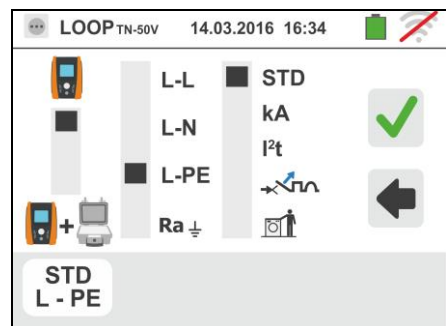 LOOP TN-50V 14.03.2016 16:34
L-L STD
L-N kA
I²t
L-PE
Ra
STD
L - PE